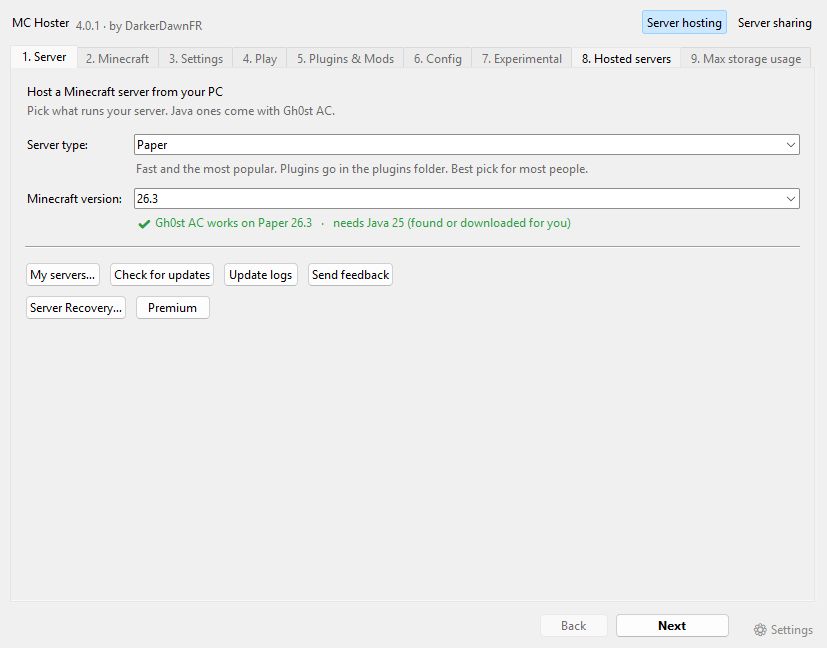 MC Hoster 4.0.1 · by DarkerDawnFR
Server hosting Server sharing
1. Server 2. Minecraft 3. Settings 4. Play 5. Plugins & Mods 6. Config 7. Experimental 8. Hosted servers 9. Max storage usage
Host a Minecraft server from your PC
Pick what runs your server. Java ones come with Gh0st AC.
Server type: Paper
Fast and the most popular. Plugins go in the plugins folder. Best pick for most people.
Minecraft version: 26.3
Gh0st AC works on Paper 26.3 · needs Java 25 (found or downloaded for you)
My servers... Check for updates Update logs Send feedback
Server Recovery... Premium
Back Next Settings